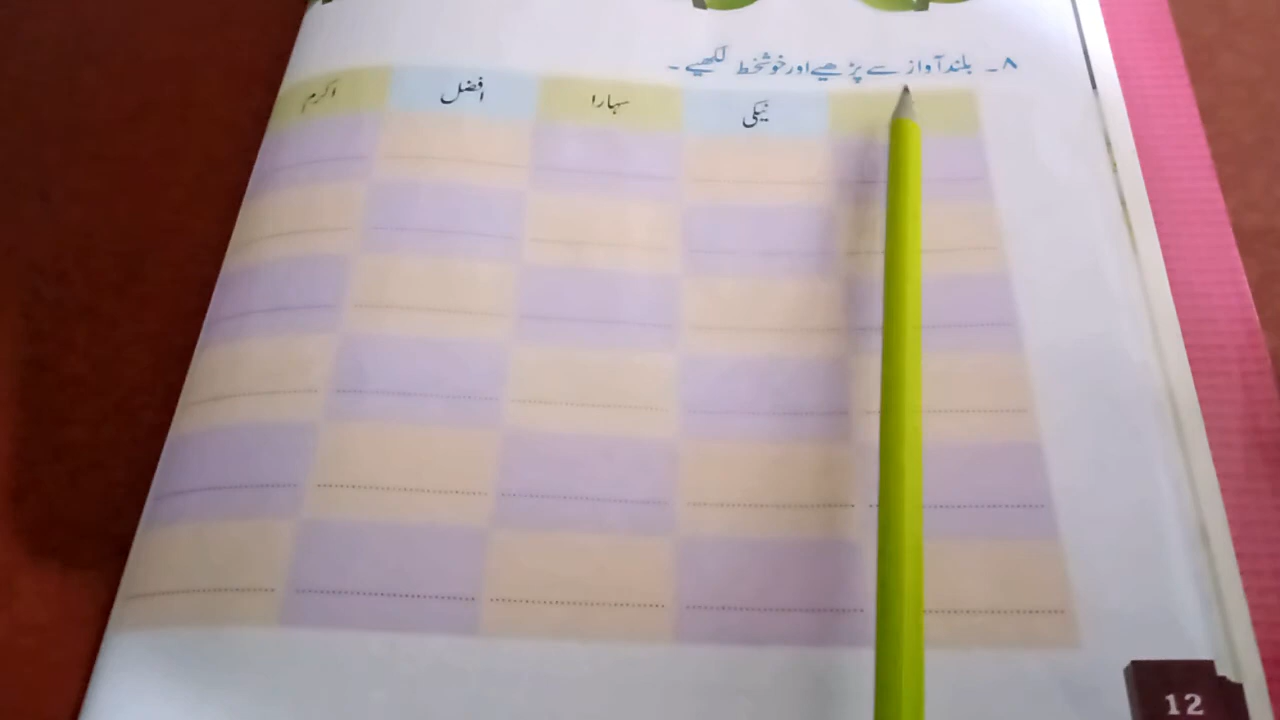 ۸۔ بلند آواز سے پڑھیے اور خوشخط لکھیے۔
نیکی سہارا افضل اکرم
12